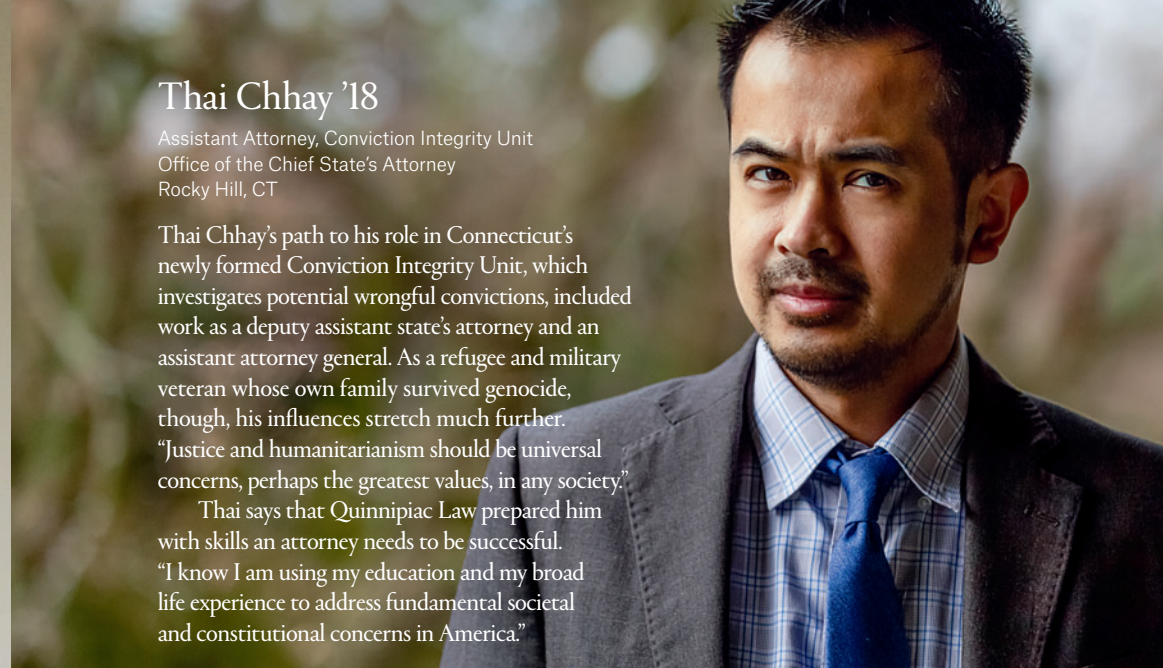 Thai Chhay ’18
Assistant Attorney, Conviction Integrity Unit
Office of the Chief State’s Attorney
Rocky Hill, CT
Thai Chhay’s path to his role in Connecticut’s
newly formed Conviction Integrity Unit, which
investigates potential wrongful convictions, included
work as a deputy assistant state’s attorney and an
assistant attorney general. As a refugee and military
veteran whose own family survived genocide,
though, his influences stretch much further.
“Justice and humanitarianism should be universal
concerns, perhaps the greatest values, in any society.”
Thai says that Quinnipiac Law prepared him
with skills an attorney needs to be successful.
“I know I am using my education and my broad
life experience to address fundamental societal
and constitutional concerns in America.”